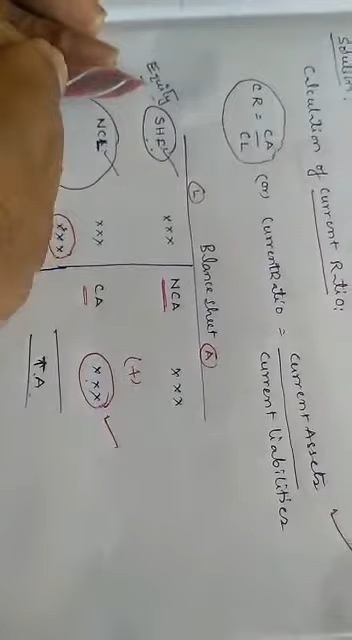 Solution:
Calculation of Current Ratio:
CR = CA / CL (or) Current Ratio = Current Assets / Current Liabilities
(L) Blance sheet (A)
Equity
SHF xxx NCA xxx
(+)
NCL xxx CA xxx
xxx
T.A